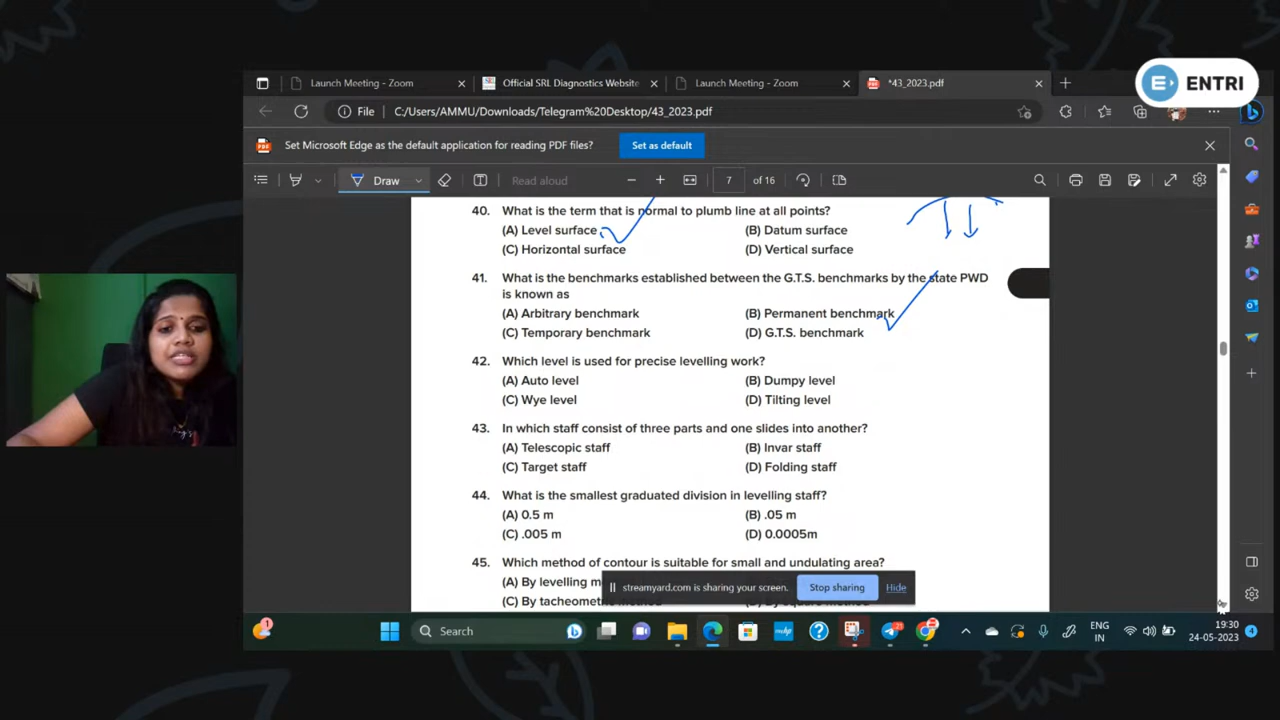 ENTRI
Launch Meeting - Zoom
Official SRL Diagnostics Website
Launch Meeting - Zoom
*43_2023.pdf
File
C:/Users/AMMU/Downloads/Telegram%20Desktop/43_2023.pdf
Set Microsoft Edge as the default application for reading PDF files?
Set as default
Draw
Read aloud
7
of 16
40. What is the term that is normal to plumb line at all points?
(A) Level surface (B) Datum surface
(C) Horizontal surface (D) Vertical surface
41. What is the benchmarks established between the G.T.S. benchmarks by the state PWD
is known as
(A) Arbitrary benchmark (B) Permanent benchmark
(C) Temporary benchmark (D) G.T.S. benchmark
42. Which level is used for precise levelling work?
(A) Auto level (B) Dumpy level
(C) Wye level (D) Tilting level
43. In which staff consist of three parts and one slides into another?
(A) Telescopic staff (B) Invar staff
(C) Target staff (D) Folding staff
44. What is the smallest graduated division in levelling staff?
(A) 0.5 m (B) .05 m
(C) .005 m (D) 0.0005m
45. Which method of contour is suitable for small and undulating area?
(A) By levelling m
(C) By tacheomet
streamyard.com is sharing your screen.
Stop sharing
Hide
Search
ENG
IN
19:30
24-05-2023